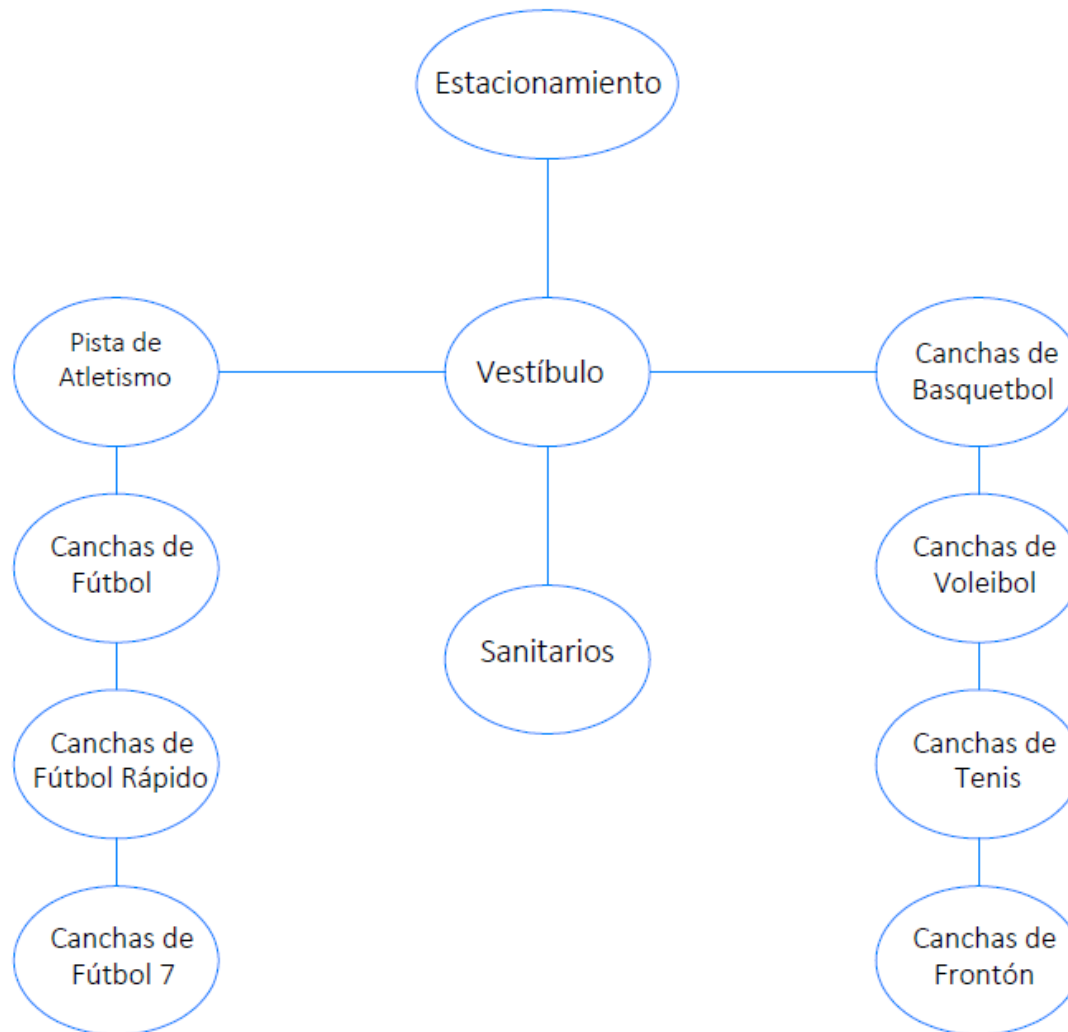 Estacionamiento
Pista de
Atletismo
Vestíbulo
Canchas de
Basquetbol
Canchas de
Fútbol
Canchas de
Voleibol
Sanitarios
Canchas de
Fútbol Rápido
Canchas de
Tenis
Canchas de
Fútbol 7
Canchas de
Frontón